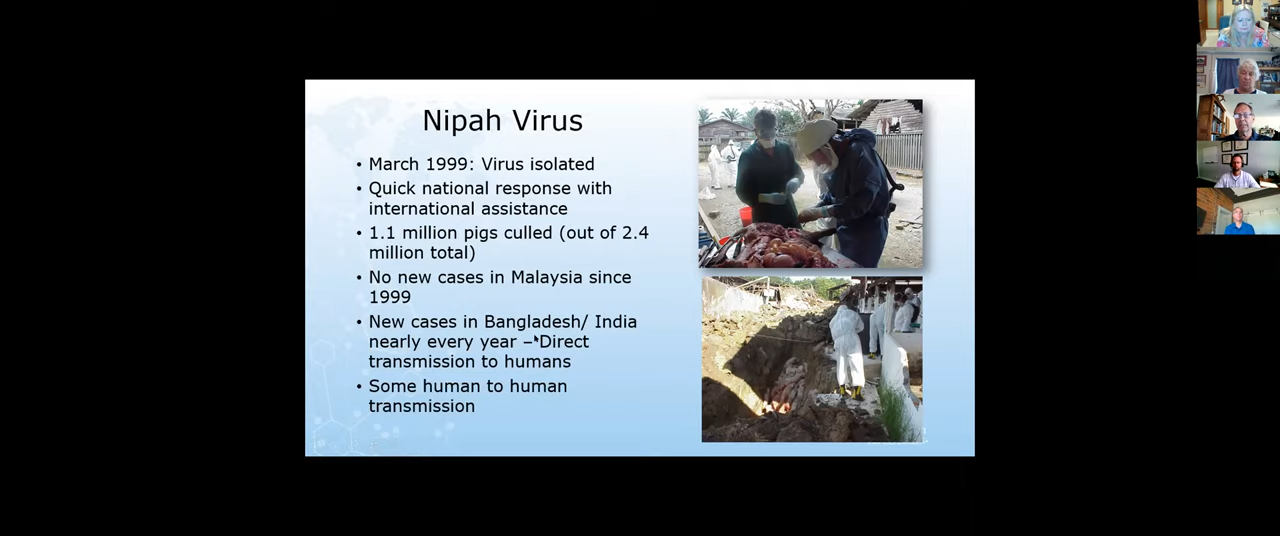 Nipah Virus
• March 1999: Virus isolated
• Quick national response with
international assistance
• 1.1 million pigs culled (out of 2.4
million total)
• No new cases in Malaysia since
1999
• New cases in Bangladesh/ India
nearly every year –Direct
transmission to humans
• Some human to human
transmission